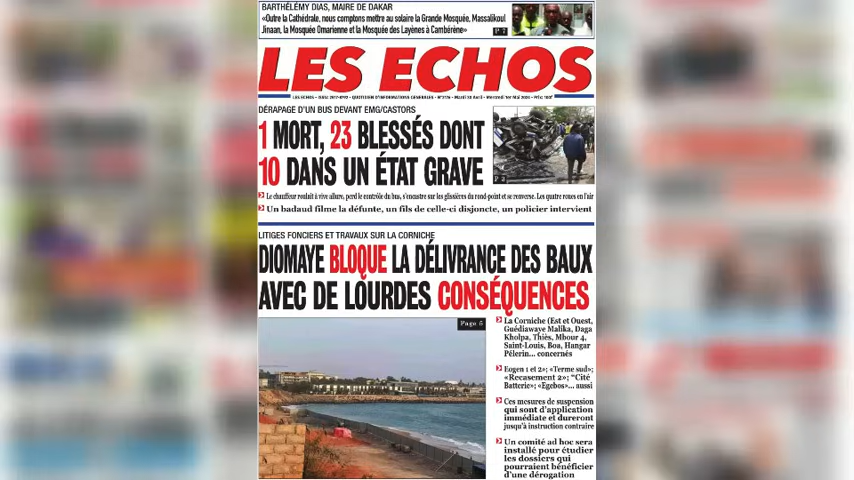 BARTHÉLÉMY DIAS, MAIRE DE DAKAR
«Outre la Cathédrale, nous comptons mettre au solaire la Grande Mosquée, Massalikoul
Jinaan, la Mosquée Omarienne et la Mosquée des Layènes à Cambérène»
LES ECHOS
DÉRAPAGE D'UN BUS DEVANT EMG/CASTORS
1 MORT, 23 BLESSÉS DONT
10 DANS UN ÉTAT GRAVE
Le chauffeur roulait à vive allure, perd le contrôle du bus, s'encastre sur les glissières du rond-point et se renverse. Les quatre roues en l'air
Un badaud filme la défunte, un fils de celle-ci disjoncte, un policier intervient
LITIGES FONCIERS ET TRAVAUX SUR LA CORNICHE
DIOMAYE BLOQUE LA DÉLIVRANCE DES BAUX
AVEC DE LOURDES CONSÉQUENCES
Page 5
La Corniche (Est et Ouest,
Guédiawaye Malika, Daga
Kholpa, Thiès, Mbour 4,
Saint-Louis, Boa, Hangar
Pélerin... concernés
Eogen 1 et 2»; «Terme sud»;
«Recasement 2»; "Cité
Batterie»; «Egebos»... aussi
Ces mesures de suspension
qui sont d'application
immédiate et dureront
jusqu'à instruction contraire
Un comité ad hoc sera
installé pour étudier
les dossiers qui
pourraient bénéficier
d'une dérogation